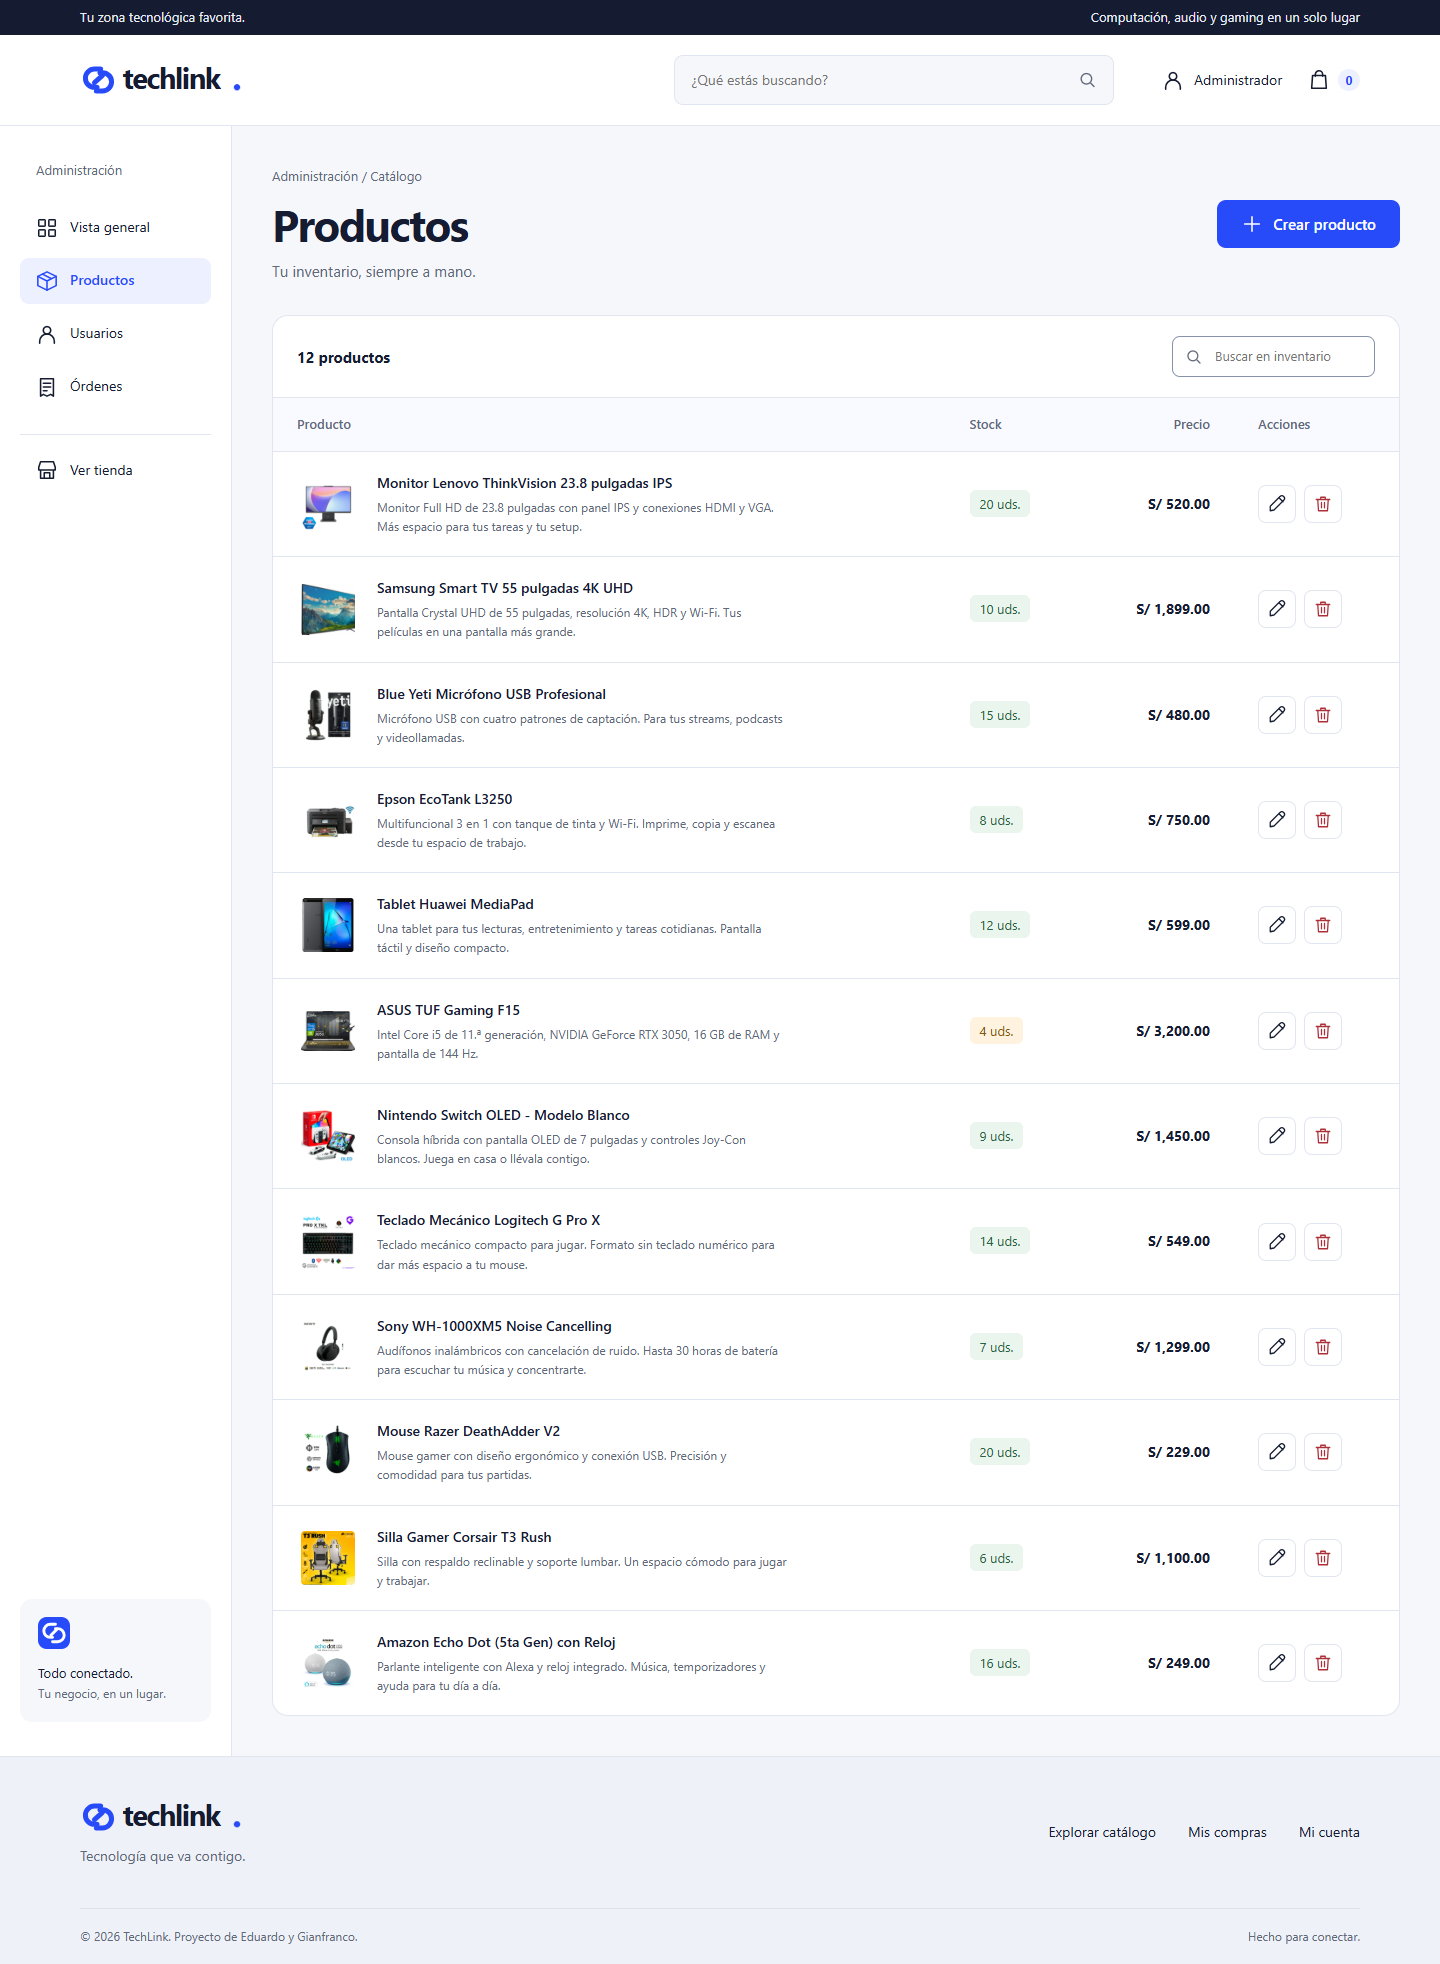 Tu zona tecnológica favorita.
Computación, audio y gaming en un solo lugar
techlink .
¿Qué estás buscando?
Administrador
0
Administración
Vista general
Productos
Usuarios
Órdenes
Ver tienda
Todo conectado.
Tu negocio, en un lugar.
Administración / Catálogo
Productos
Tu inventario, siempre a mano.
Crear producto
12 productos
Buscar en inventario
Producto Stock Precio Acciones
Monitor Lenovo ThinkVision 23.8 pulgadas IPS
Monitor Full HD de 23.8 pulgadas con panel IPS y conexiones HDMI y VGA.
Más espacio para tus tareas y tu setup.
20 uds.
S/ 520.00
Samsung Smart TV 55 pulgadas 4K UHD
Pantalla Crystal UHD de 55 pulgadas, resolución 4K, HDR y Wi-Fi. Tus
películas en una pantalla más grande.
10 uds.
S/ 1,899.00
yeti
Blue Yeti Micrófono USB Profesional
Micrófono USB con cuatro patrones de captación. Para tus streams, podcasts
y videollamadas.
15 uds.
S/ 480.00
Epson EcoTank L3250
Multifuncional 3 en 1 con tanque de tinta y Wi-Fi. Imprime, copia y escanea
desde tu espacio de trabajo.
8 uds.
S/ 750.00
Tablet Huawei MediaPad
Una tablet para tus lecturas, entretenimiento y tareas cotidianas. Pantalla
táctil y diseño compacto.
12 uds.
S/ 599.00
ASUS TUF Gaming F15
Intel Core i5 de 11.ª generación, NVIDIA GeForce RTX 3050, 16 GB de RAM y
pantalla de 144 Hz.
4 uds.
S/ 3,200.00
OLED
Nintendo Switch OLED - Modelo Blanco
Consola híbrida con pantalla OLED de 7 pulgadas y controles Joy-Con
blancos. Juega en casa o llévala contigo.
9 uds.
S/ 1,450.00
PRO X TKL
Teclado Mecánico Logitech G Pro X
Teclado mecánico compacto para jugar. Formato sin teclado numérico para
dar más espacio a tu mouse.
14 uds.
S/ 549.00
Sony WH-1000XM5 Noise Cancelling
Audífonos inalámbricos con cancelación de ruido. Hasta 30 horas de batería
para escuchar tu música y concentrarte.
7 uds.
S/ 1,299.00
Mouse Razer DeathAdder V2
Mouse gamer con diseño ergonómico y conexión USB. Precisión y
comodidad para tus partidas.
20 uds.
S/ 229.00
T3 RUSH
Silla Gamer Corsair T3 Rush
Silla con respaldo reclinable y soporte lumbar. Un espacio cómodo para jugar
y trabajar.
6 uds.
S/ 1,100.00
echo dot
Amazon Echo Dot (5ta Gen) con Reloj
Parlante inteligente con Alexa y reloj integrado. Música, temporizadores y
ayuda para tu día a día.
16 uds.
S/ 249.00
techlink .
Tecnología que va contigo.
Explorar catálogo
Mis compras
Mi cuenta
© 2026 TechLink. Proyecto de Eduardo y Gianfranco.
Hecho para conectar.